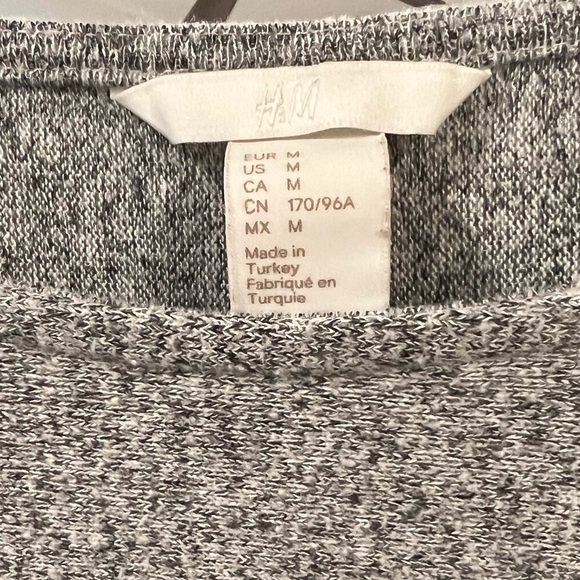 H&M
EUR M
US M
CA M
CN 170/96A
MX M
Made in
Turkey
Fabriqué en
Turquie